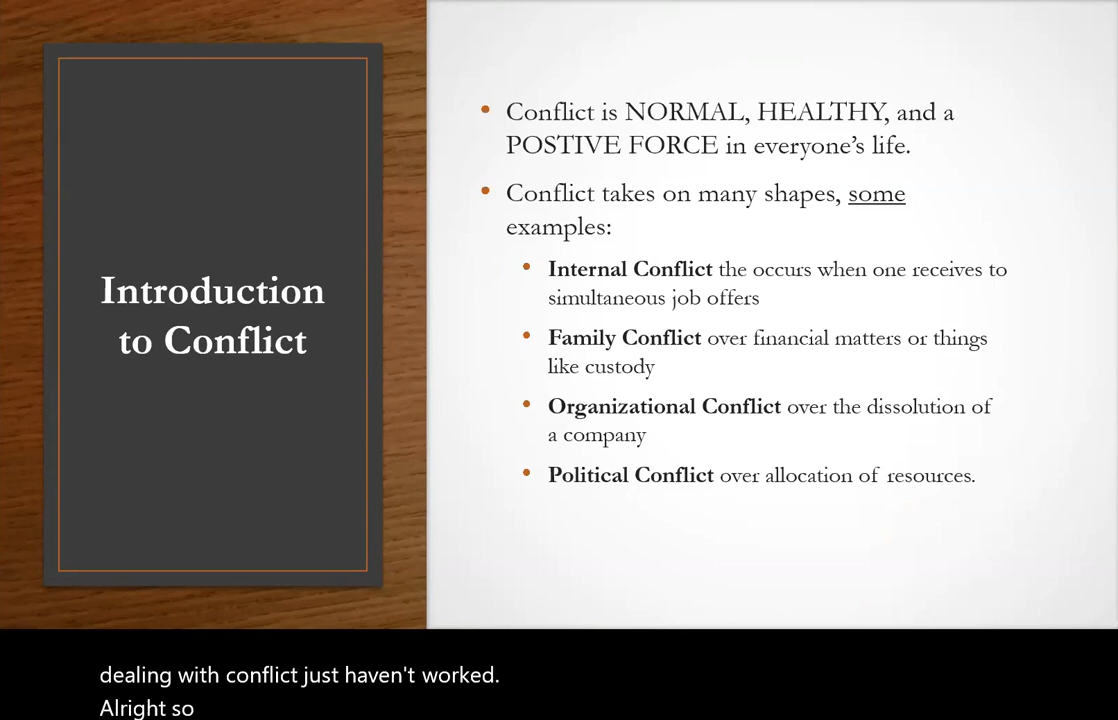 Introduction
to Conflict
Conflict is NORMAL, HEALTHY, and a
POSTIVE FORCE in everyone’s life.
Conflict takes on many shapes, some
examples:
Internal Conflict the occurs when one receives to
simultaneous job offers
Family Conflict over financial matters or things
like custody
Organizational Conflict over the dissolution of
a company
Political Conflict over allocation of resources.
dealing with conflict just haven't worked.
Alright so